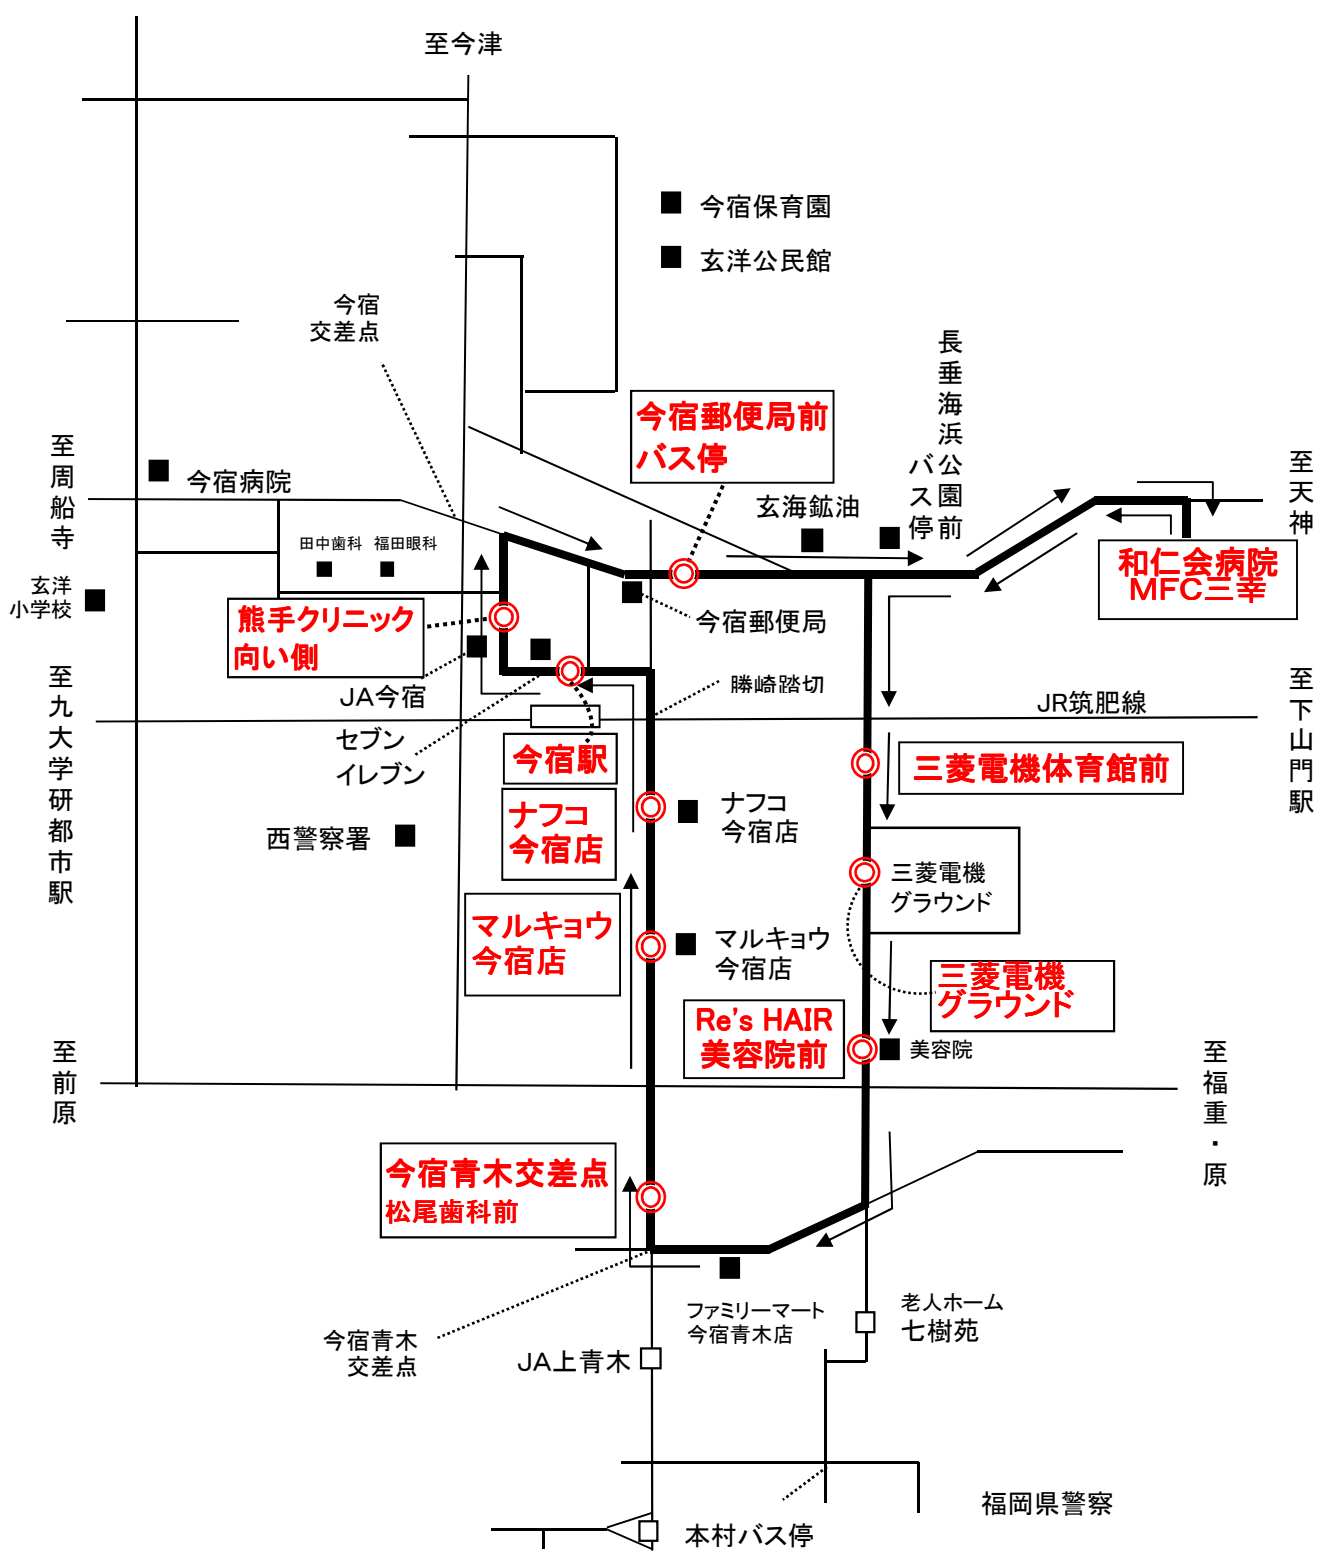 至今津
今宿保育園
玄洋公民館
今宿
交差点
長垂海浜公園前
バス停
今宿郵便局前
バス停
至周船寺
今宿病院
玄海鉱油
至天神
田中歯科
福田眼科
和仁会病院
MFC三幸
玄洋
小学校
熊手クリニック
向い側
今宿郵便局
JA今宿
勝崎踏切
JR筑肥線
至九大学研都市駅
至下山門駅
セブン
イレブン
今宿駅
三菱電機体育館前
ナフコ
今宿店
ナフコ
今宿店
西警察署
三菱電機
グラウンド
マルキョウ
今宿店
マルキョウ
今宿店
三菱電機
グラウンド
Re's HAIR
美容院前
美容院
至前原
至福重・原
今宿青木交差点
松尾歯科前
ファミリーマート
今宿青木店
老人ホーム
七樹苑
今宿青木
交差点
JA上青木
福岡県警察
本村バス停